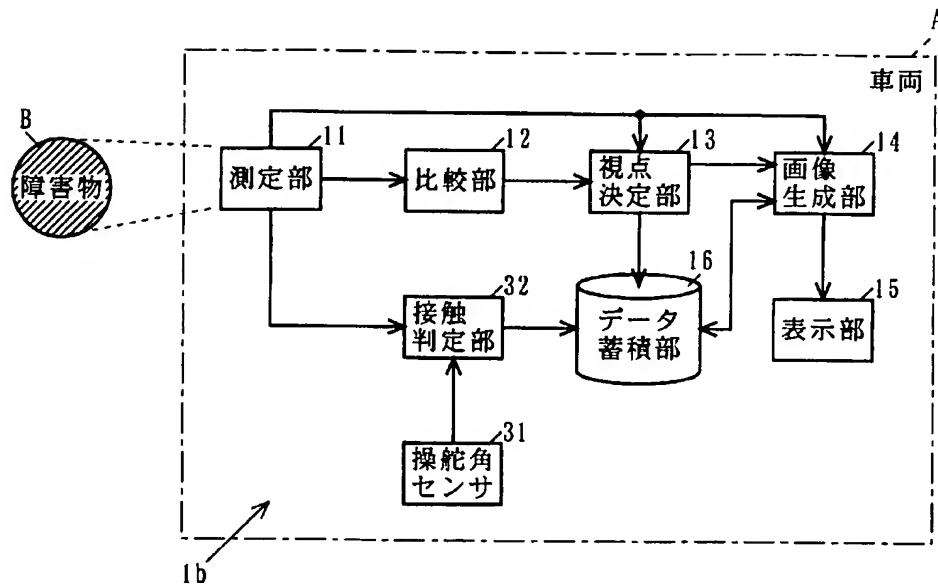 A
車両
B
障害物
11
測定部
12
比較部
13
視点
決定部
14
画像
生成部
16
データ
蓄積部
15
表示部
32
接触
判定部
31
操舵角
センサ
1b